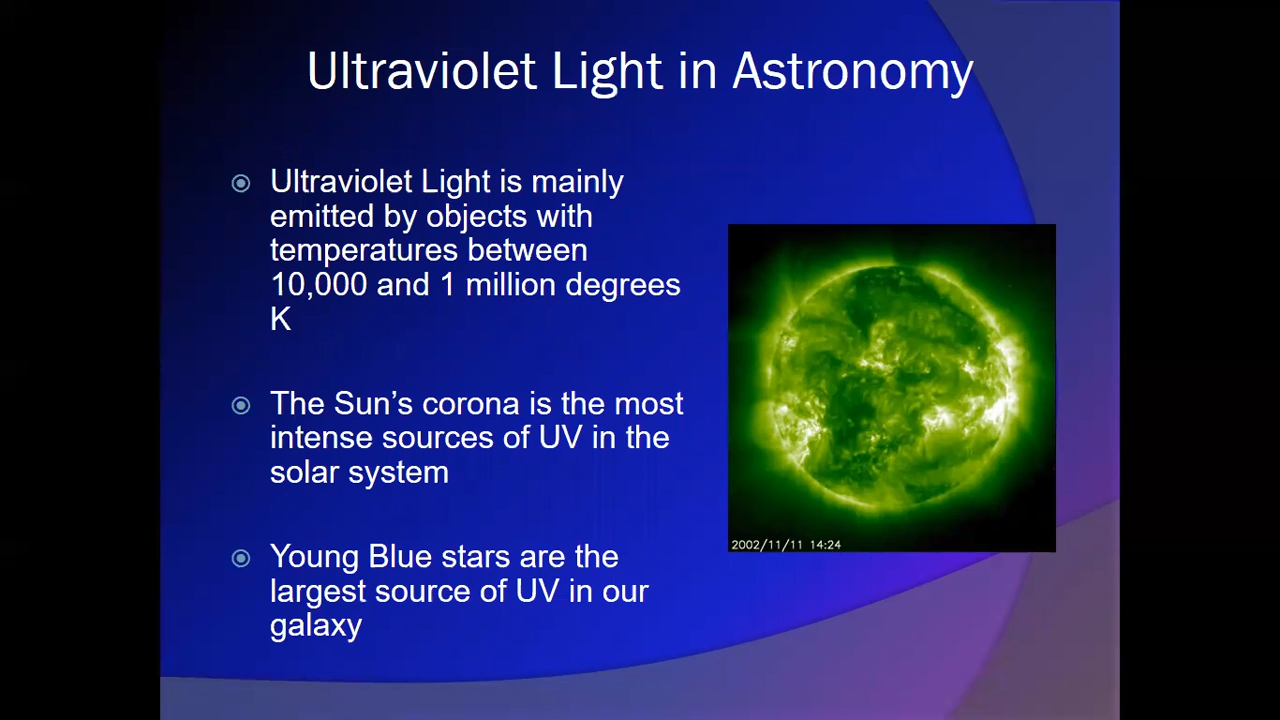 Ultraviolet Light in Astronomy
Ultraviolet Light is mainly
emitted by objects with
temperatures between
10,000 and 1 million degrees
K
The Sun’s corona is the most
intense sources of UV in the
solar system
Young Blue stars are the
largest source of UV in our
galaxy
2002/11/11 14:24